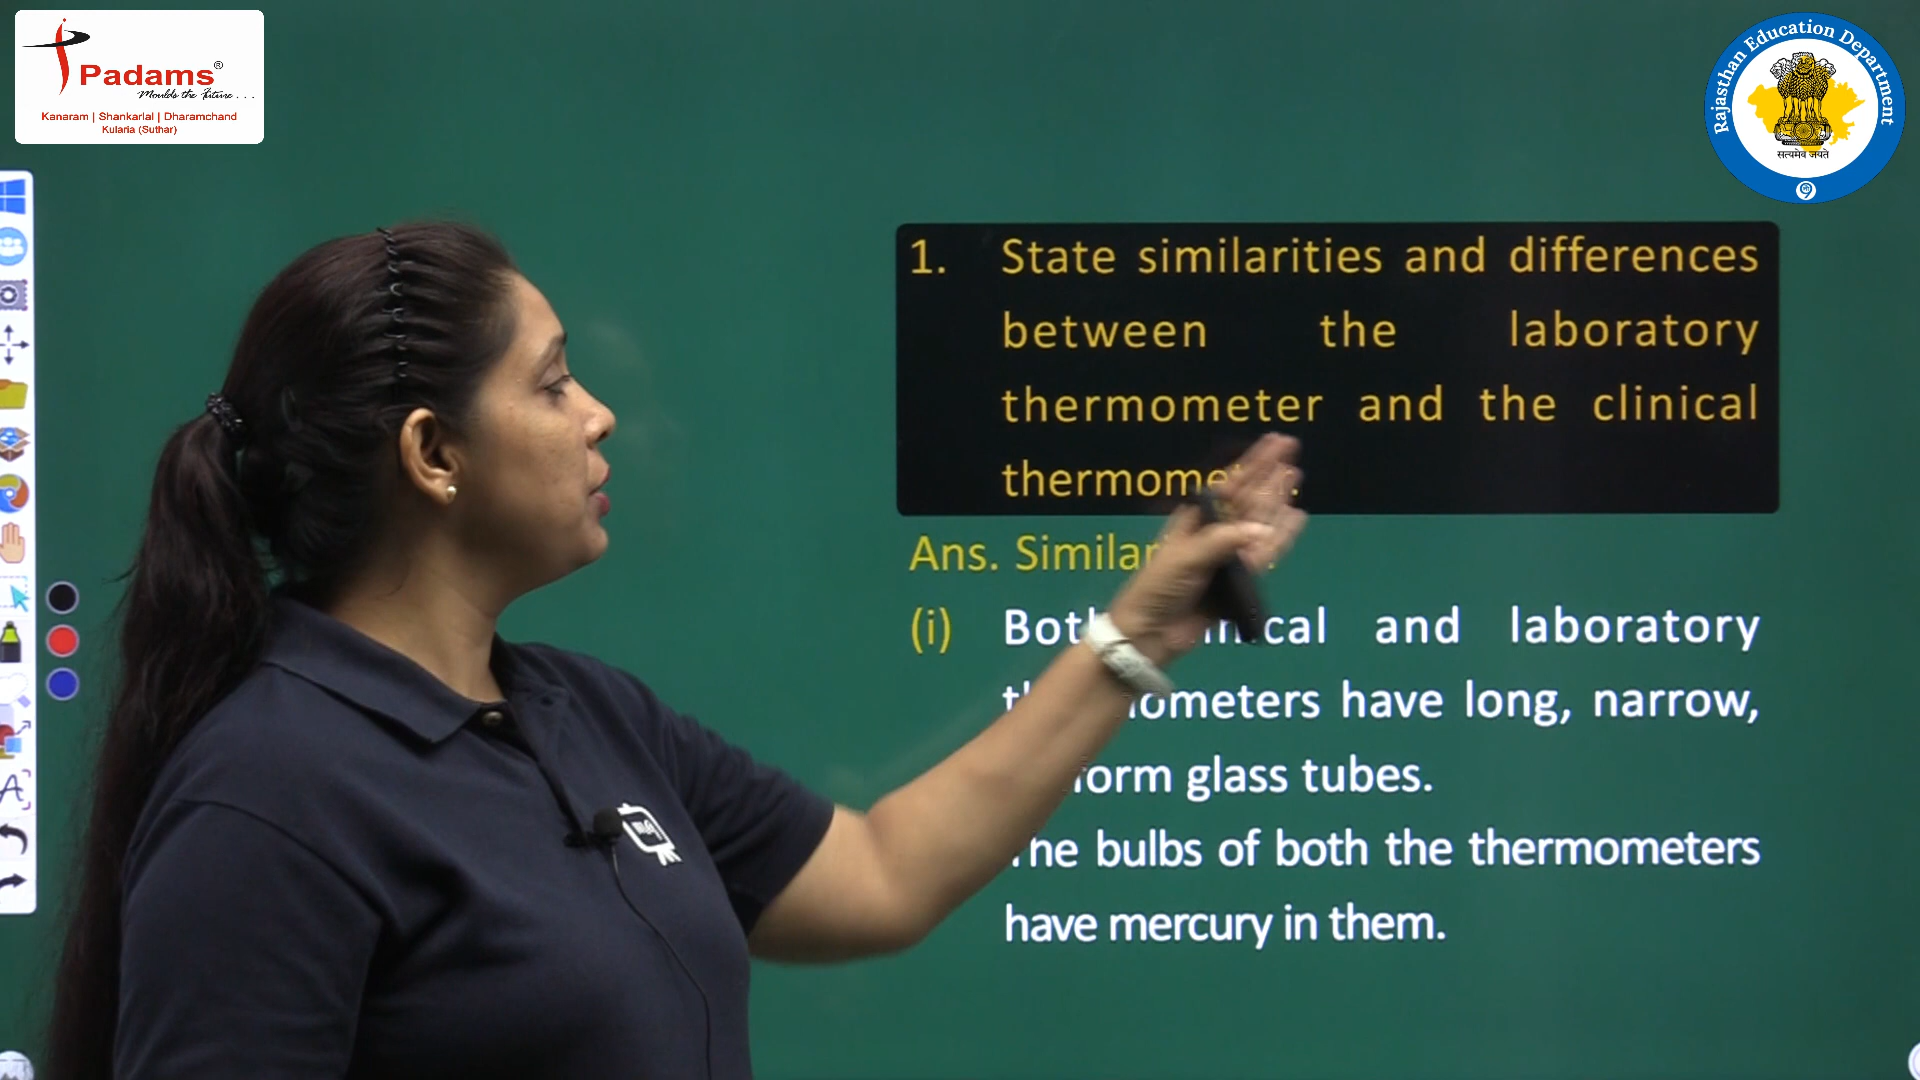 Padams®
Moulds the Future . . .
Kanaram | Shankarlal | Dharamchand
Kularia (Suthar)
Rajasthan Education Department
सत्यमेव जयते
1. State similarities and differences
between the laboratory
thermometer and the clinical
Ans.
(i) and laboratory
have long, narrow,
glass tubes.
bulbs of both the thermometers
have mercury in them.